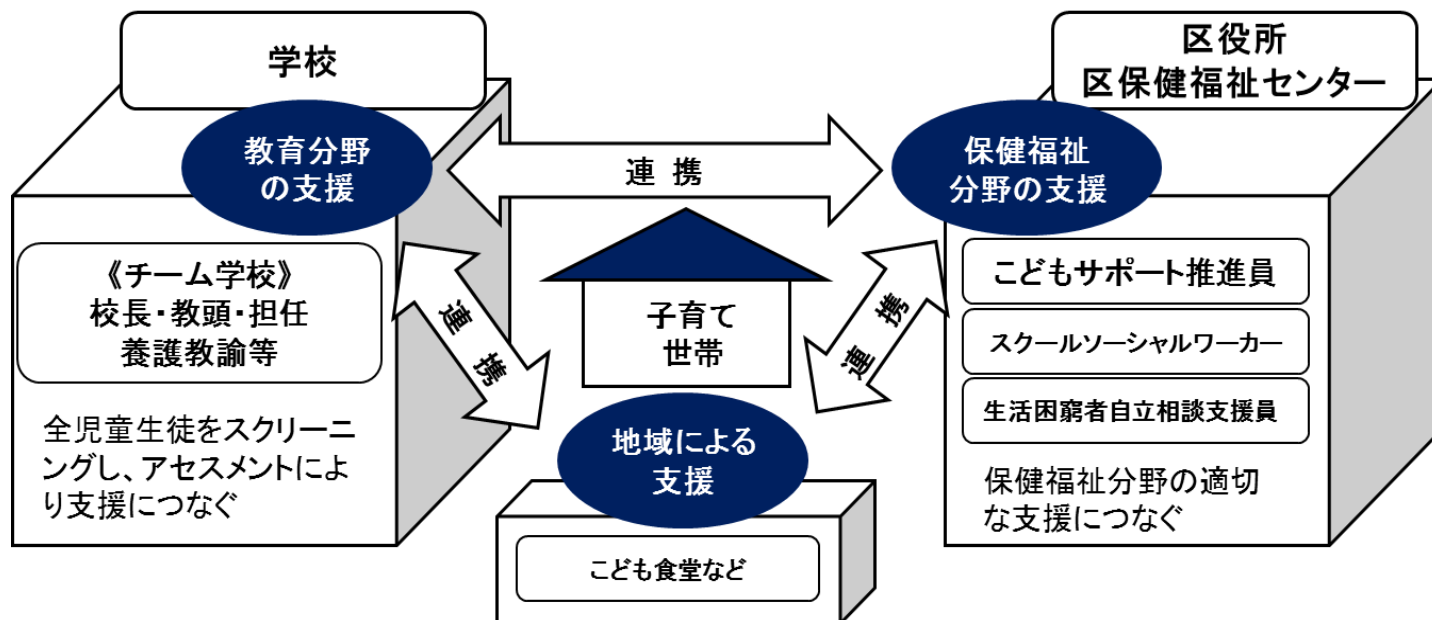 学校
教育分野
の支援
《チーム学校》
校長・教頭・担任
養護教諭等
全児童生徒をスクリーニ
ングし、アセスメントによ
り支援につなぐ
連 携
区役所
区保健福祉センター
保健福祉
分野の支援
こどもサポート推進員
スクールソーシャルワーカー
生活困窮者自立相談支援員
保健福祉分野の適切
な支援につなぐ
子育て
世帯
連 携
連 携
地域による
支援
こども食堂など